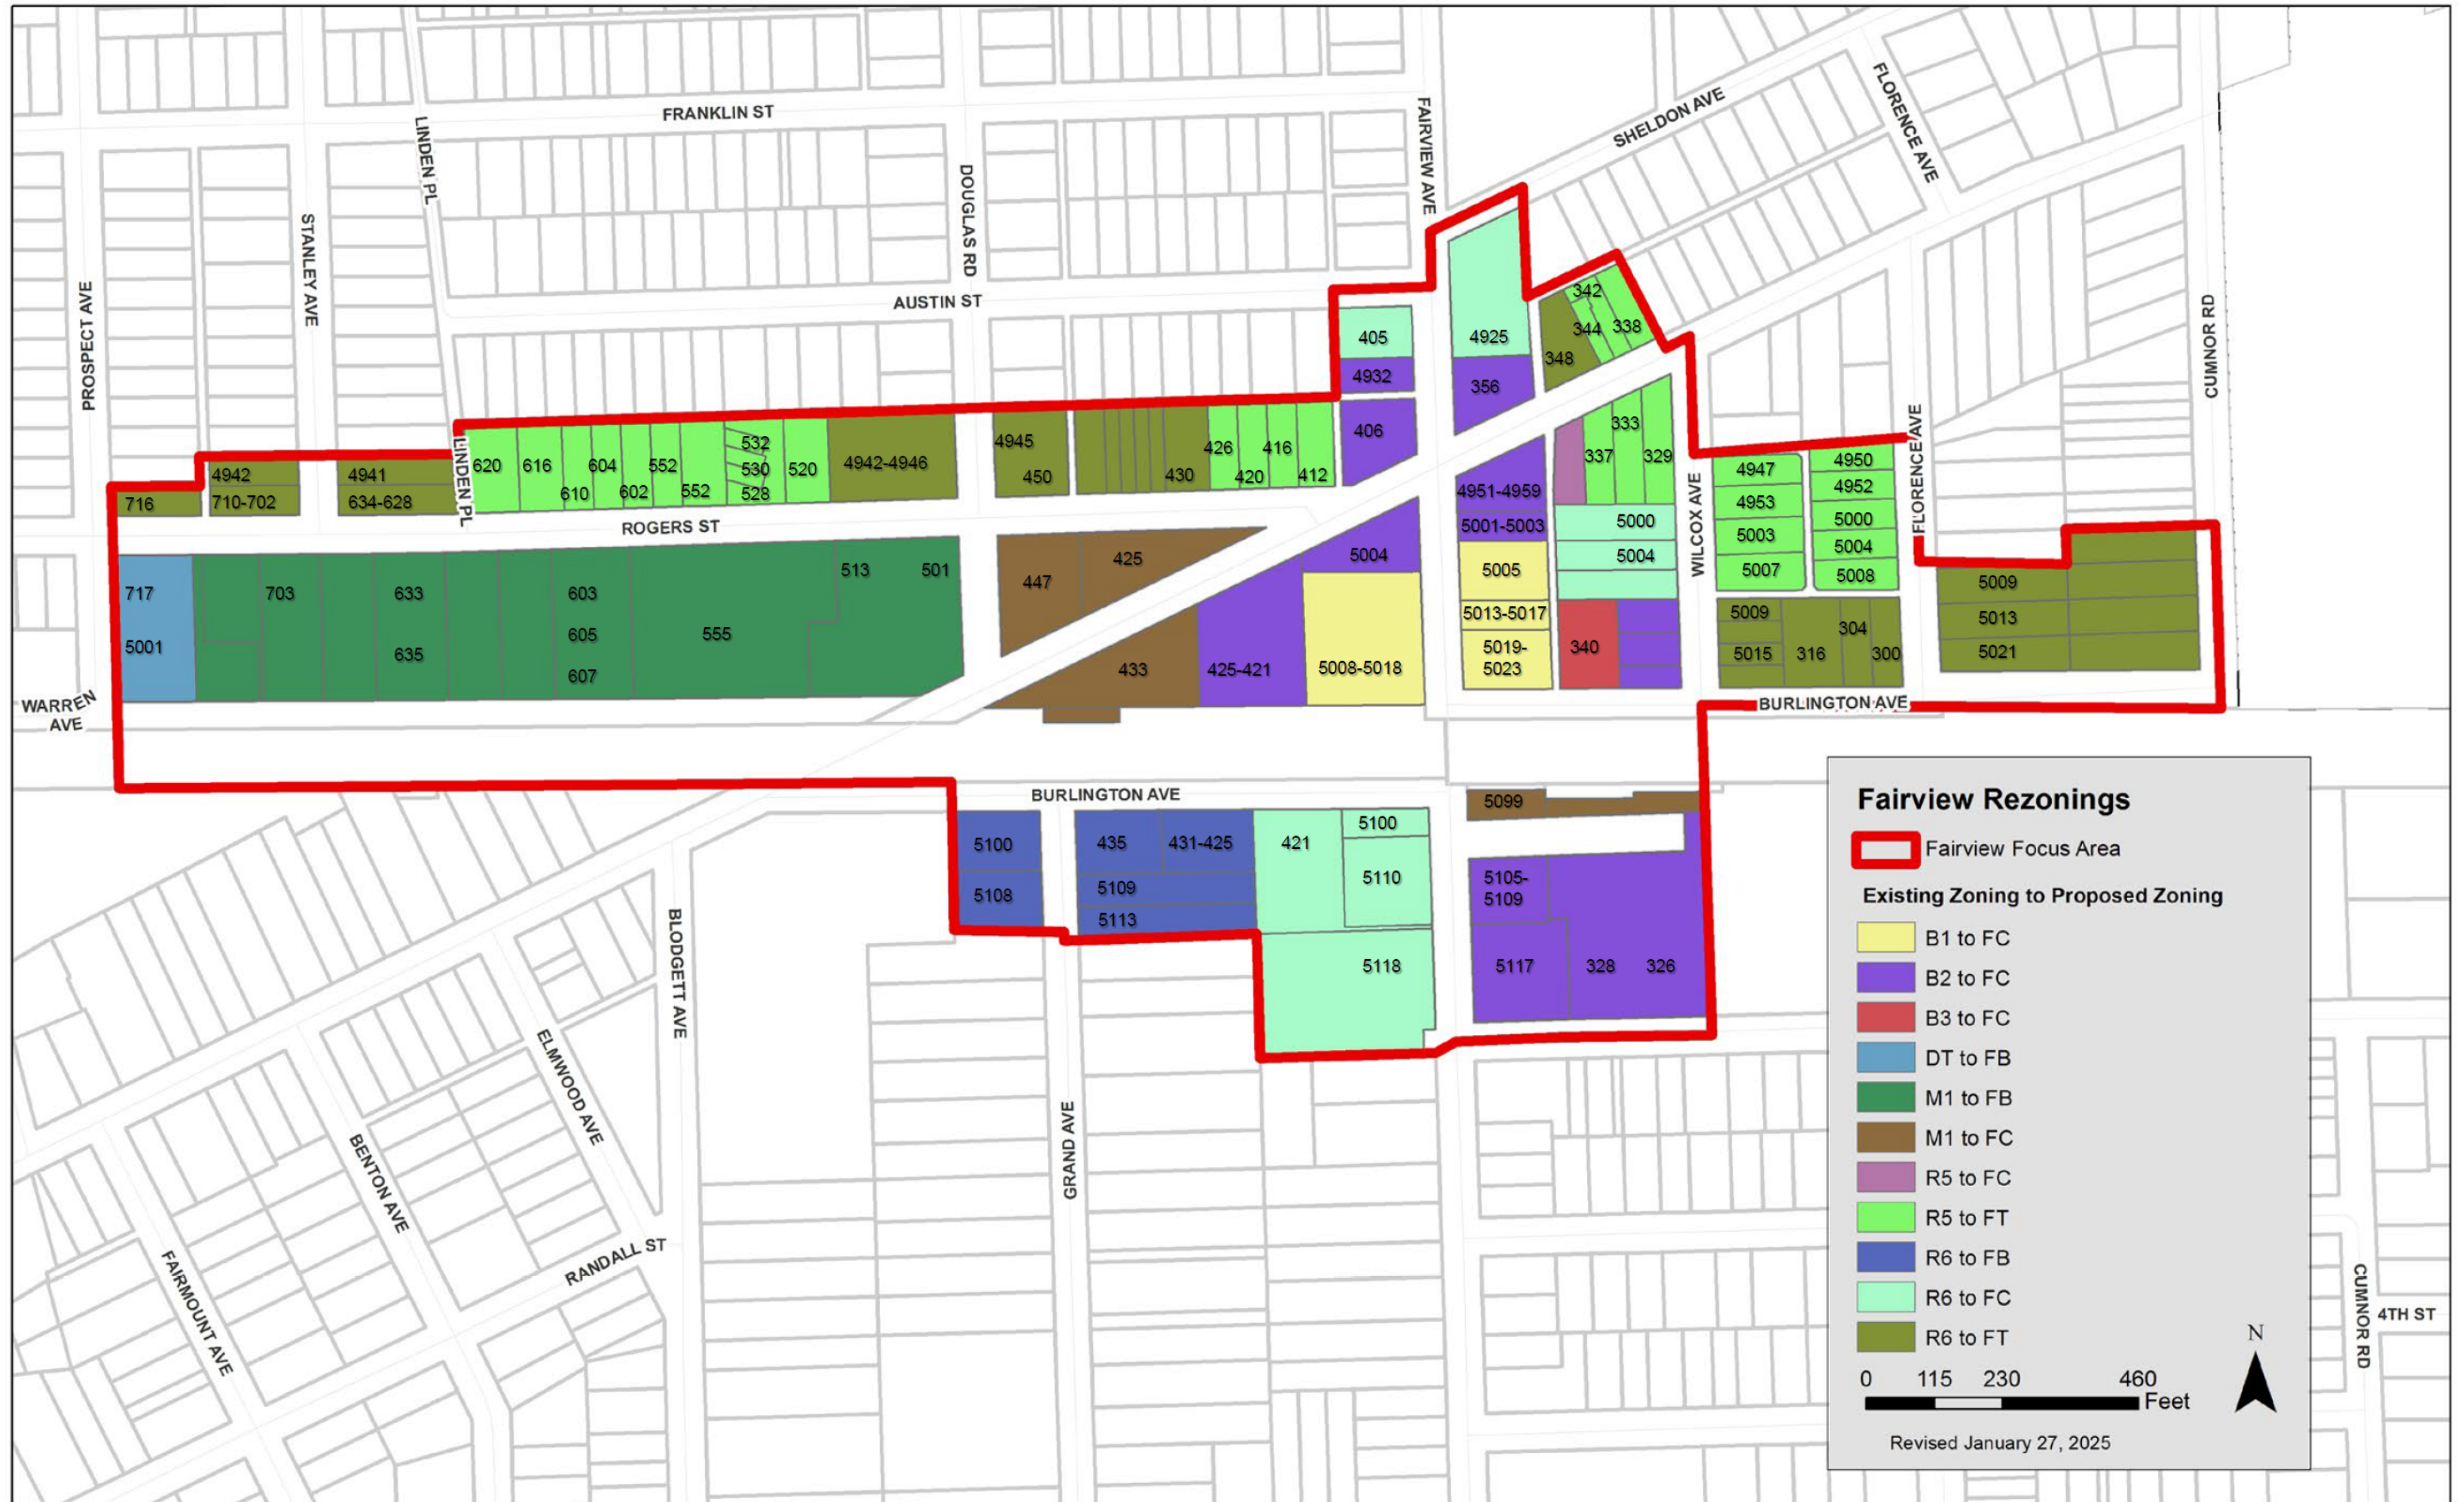 FRANKLIN ST
SHELDON AVE
FLORENCE AVE
FAIRVIEW AVE
LINDEN PL
DOUGLAS RD
STANLEY AVE
PROSPECT AVE
AUSTIN ST
CUMNOR RD
342
344
338
348
405
4925
4932
356
406
333
337
329
FLORENCE AVE
WILCOX AVE
LINDEN PL
4942
4941
716
710-702
634-628
620
616
604
552
610
602
552
532
530
528
520
4942-4946
4945
450
430
426
416
420
412
4951-4959
5001-5003
5000
5004
4947
4953
5003
5007
4950
4952
5000
5004
5008
ROGERS ST
717
5001
703
633
635
603
605
607
555
513
501
447
425
433
425-421
5004
5008-5018
5005
5013-5017
5019-
5023
340
5009
5015
316
304
300
5009
5013
5021
WARREN
AVE
BURLINGTON AVE
BURLINGTON AVE
5099
5100
5108
435
431-425
5109
5113
421
5100
5110
5118
5105-
5109
5117
328
326
BLODGETT AVE
ELMWOOD AVE
BENTON AVE
FAIRMOUNT AVE
RANDALL ST
GRAND AVE
CUMNOR RD
4TH ST
Fairview Rezonings
Fairview Focus Area
Existing Zoning to Proposed Zoning
B1 to FC
B2 to FC
B3 to FC
DT to FB
M1 to FB
M1 to FC
R5 to FC
R5 to FT
R6 to FB
R6 to FC
R6 to FT
N
0 115 230 460
Feet
Revised January 27, 2025